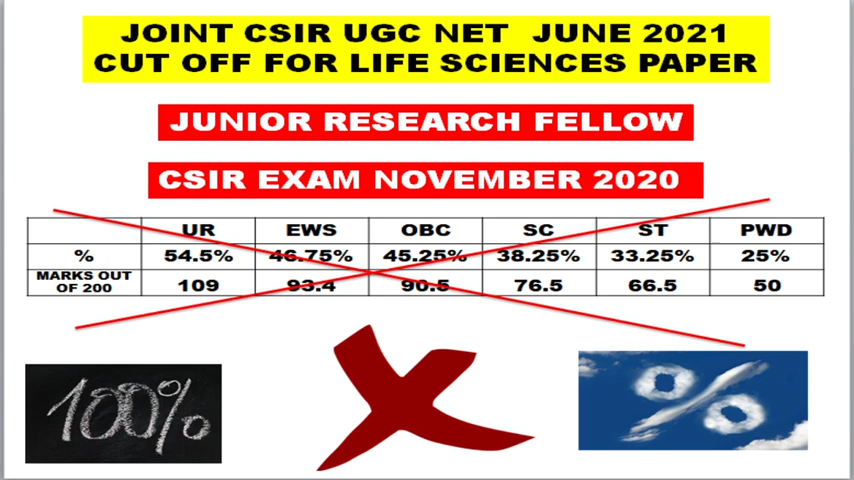 JOINT CSIR UGC NET JUNE 2021
CUT OFF FOR LIFE SCIENCES PAPER
JUNIOR RESEARCH FELLOW
CSIR EXAM NOVEMBER 2020
UR EWS OBC SC ST PWD
% 54.5% 46.75% 45.25% 38.25% 33.25% 25%
MARKS OUT
OF 200 109 93.4 90.5 76.5 66.5 50
100%
%